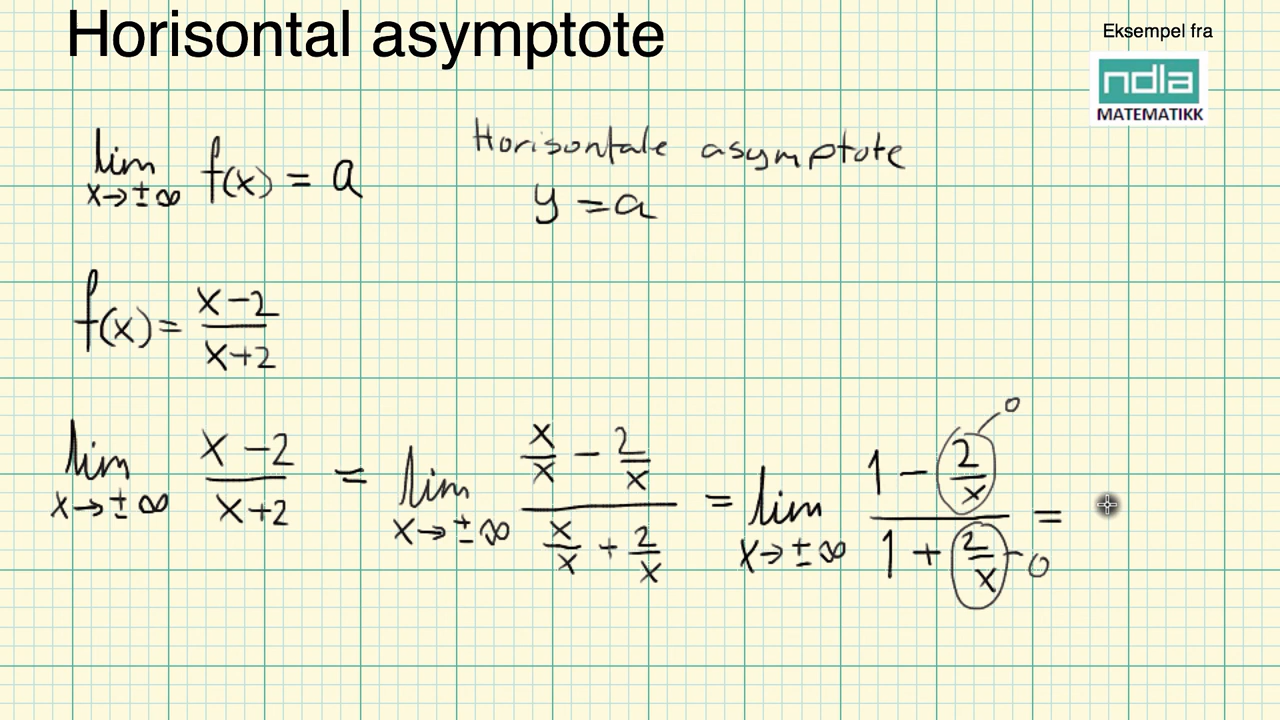 Horisontal asymptote
Eksempel fra
ndla
MATEMATIKK
lim x→±∞ f(x) = a
Horisontale asymptote
y = a
f(x) = (x-2)/(x+2)
lim x→±∞ (x-2)/(x+2) = lim x→±∞ (x/x - 2/x)/(x/x + 2/x) = lim x→±∞ (1 - 2/x)/(1 + 2/x) =
0
0